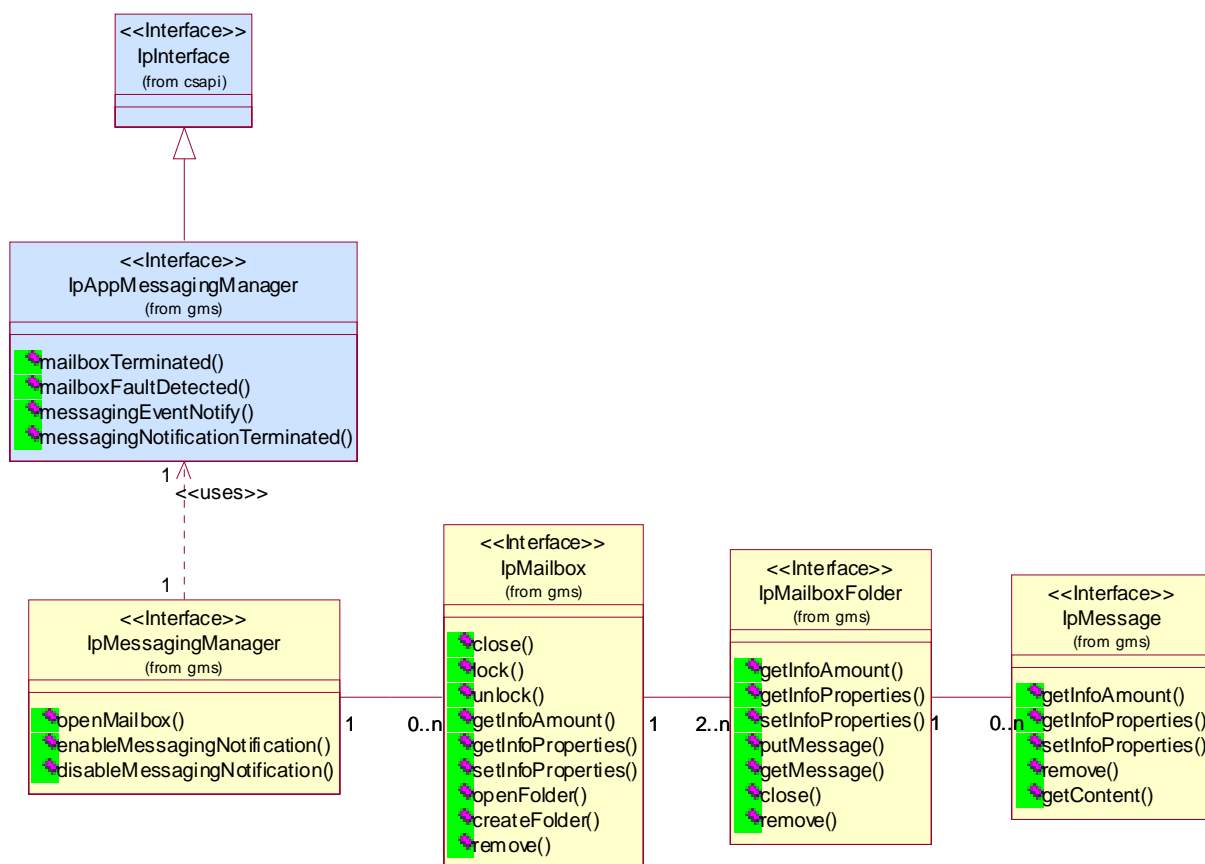 <<Interface>>
IpInterface
(from csapi)
<<Interface>>
IpAppMessagingManager
(from gms)
mailboxTerminated()
mailboxFaultDetected()
messagingEventNotify()
messagingNotificationTerminated()
1
<<uses>>
1
<<Interface>>
IpMessagingManager
(from gms)
openMailbox()
enableMessagingNotification()
disableMessagingNotification()
1
0..n
<<Interface>>
IpMailbox
(from gms)
close()
lock()
unlock()
getInfoAmount()
getInfoProperties()
setInfoProperties()
openFolder()
createFolder()
remove()
1
2..n
<<Interface>>
IpMailboxFolder
(from gms)
getInfoAmount()
getInfoProperties()
setInfoProperties()
putMessage()
getMessage()
close()
remove()
1
0..n
<<Interface>>
IpMessage
(from gms)
getInfoAmount()
getInfoProperties()
setInfoProperties()
remove()
getContent()